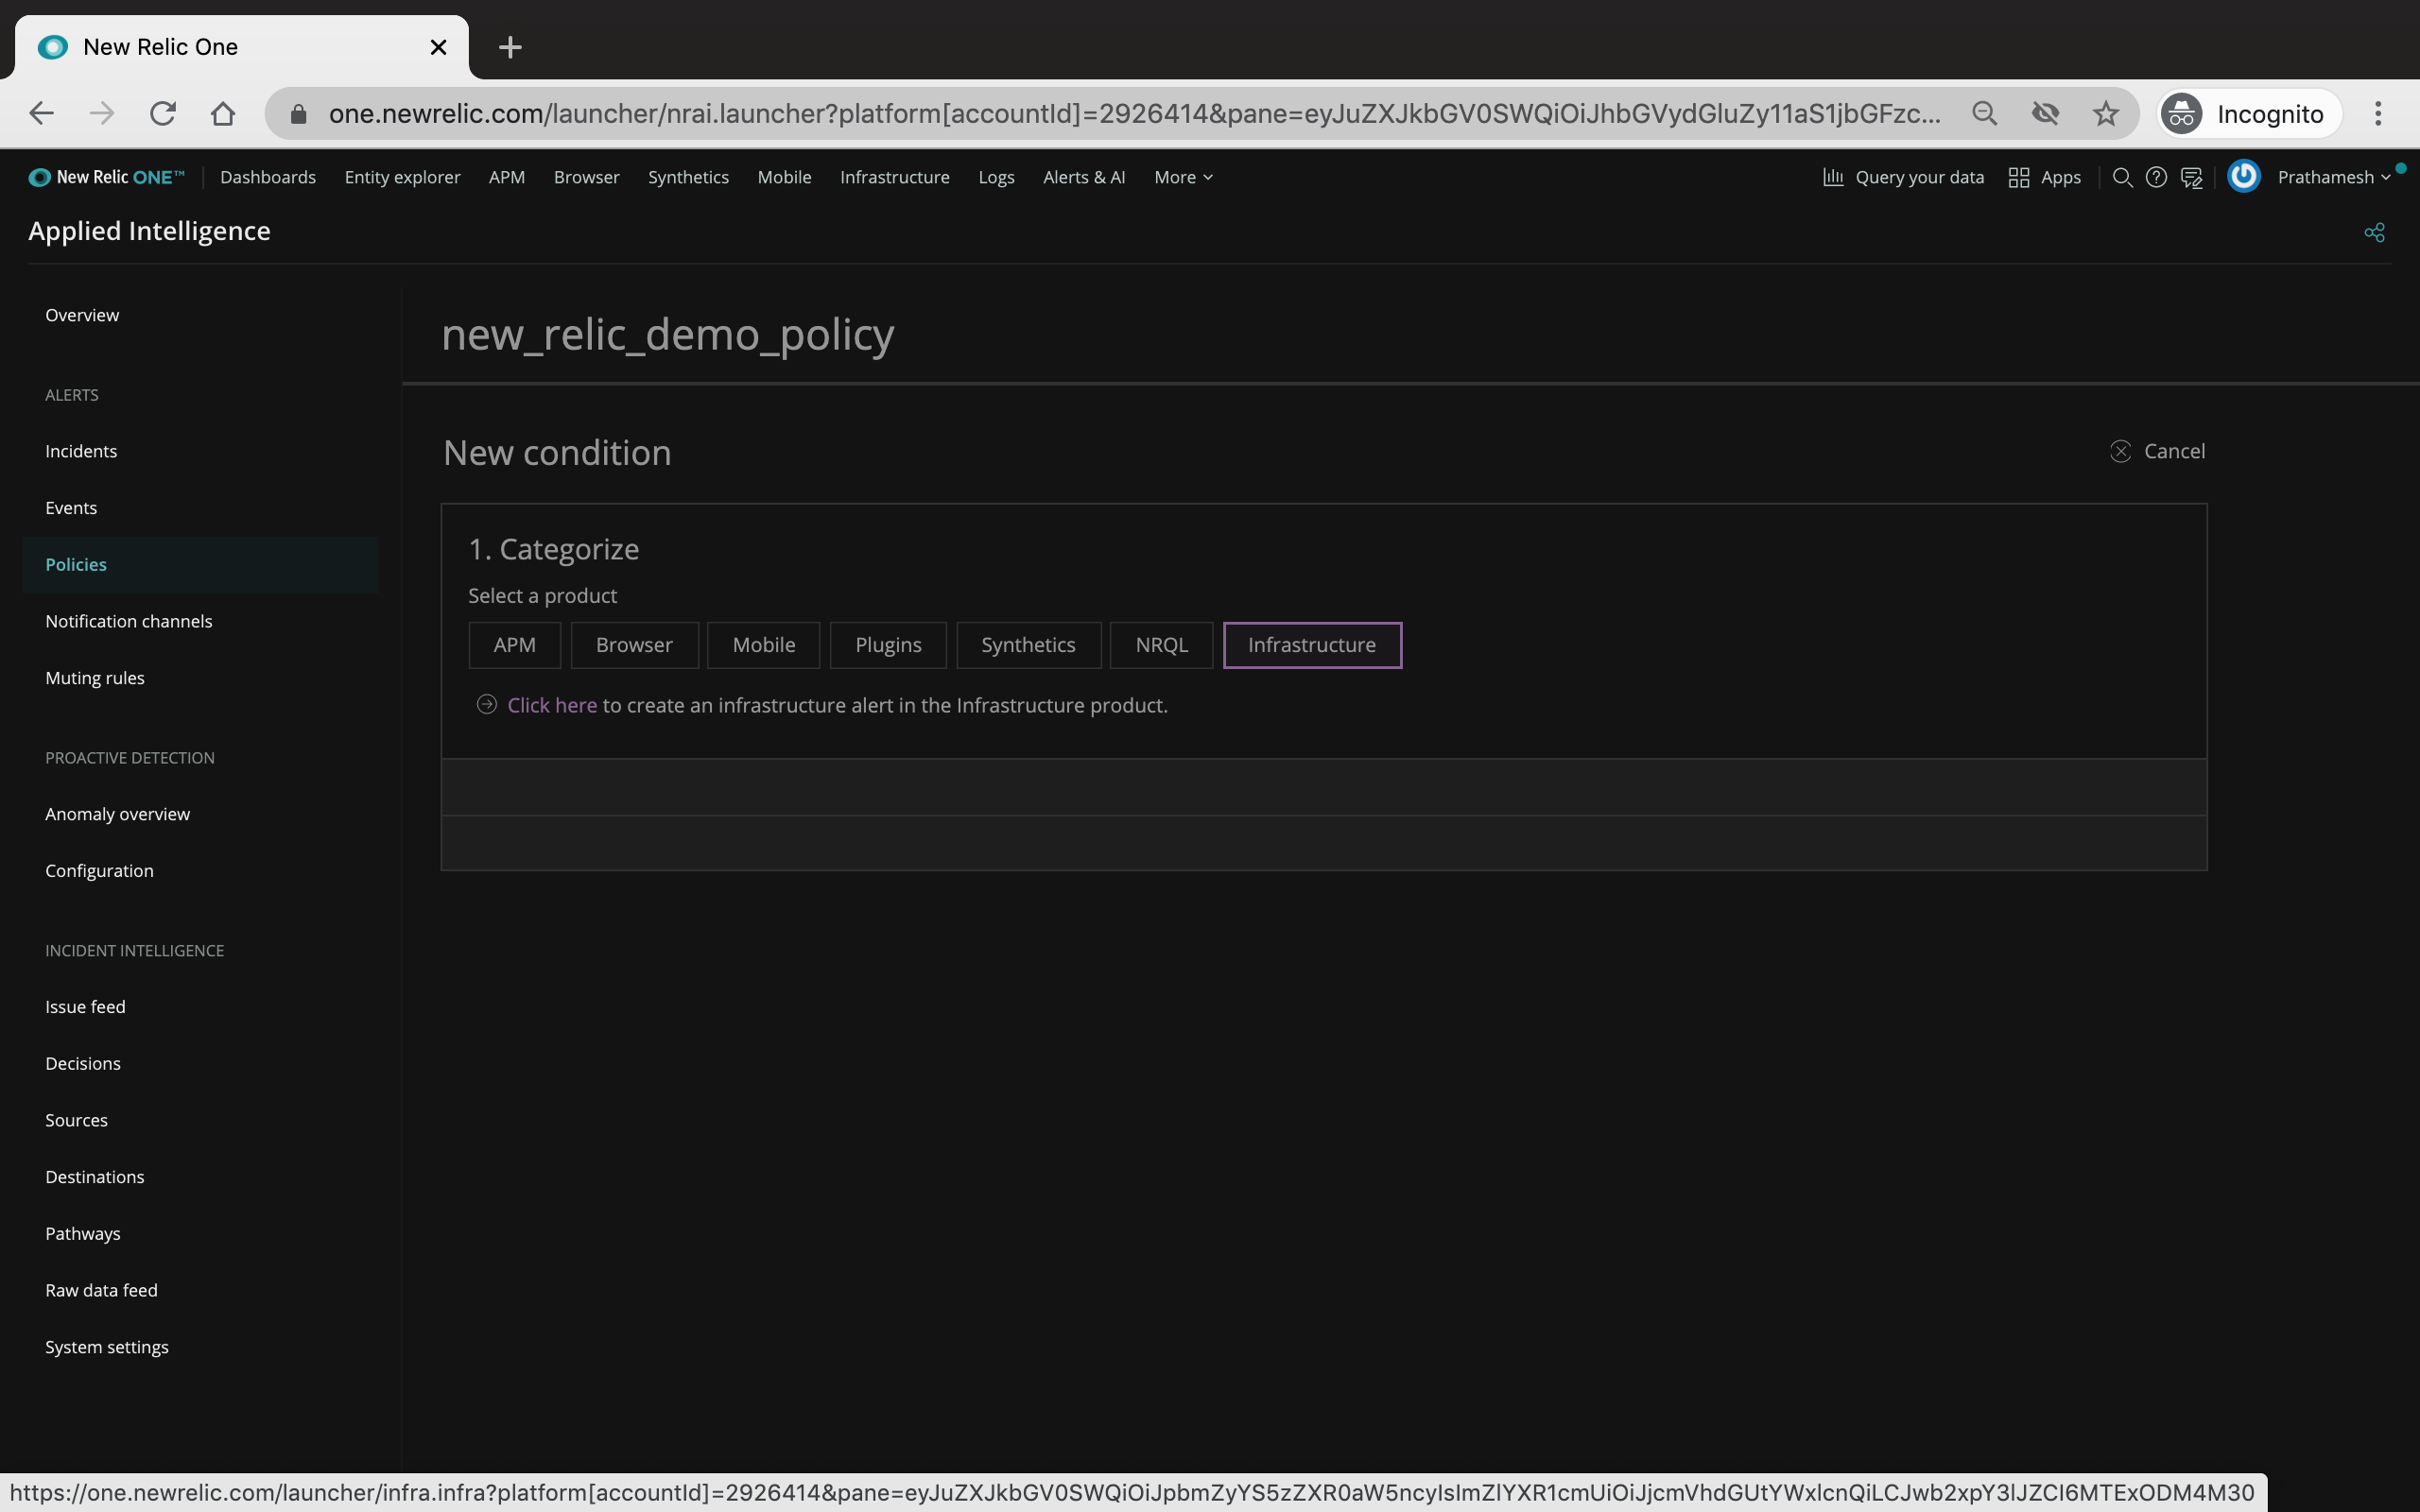 New Relic One
one.newrelic.com/launcher/nrai.launcher?platform[accountId]=2926414&pane=eyJuZXJkbGV0SWQiOiJhbGVydGluZy11aS1jbGFzc...
Incognito
New Relic ONE™
Dashboards
Entity explorer
APM
Browser
Synthetics
Mobile
Infrastructure
Logs
Alerts & AI
More
Query your data
Apps
Prathamesh
Applied Intelligence
Overview
ALERTS
Incidents
Events
Policies
Notification channels
Muting rules
PROACTIVE DETECTION
Anomaly overview
Configuration
INCIDENT INTELLIGENCE
Issue feed
Decisions
Sources
Destinations
Pathways
Raw data feed
System settings
new_relic_demo_policy
New condition
Cancel
1. Categorize
Select a product
APM
Browser
Mobile
Plugins
Synthetics
NRQL
Infrastructure
Click here to create an infrastructure alert in the Infrastructure product.
https://one.newrelic.com/launcher/infra.infra?platform[accountId]=2926414&pane=eyJuZXJkbGV0SWQiOiJpbmZyYS5zZXR0aW5ncyIsImZlYXR1cmUiOiJjcmVhdGUtYWxlcnQiLCJwb2xpY3lJZCI6MTExODM4M30